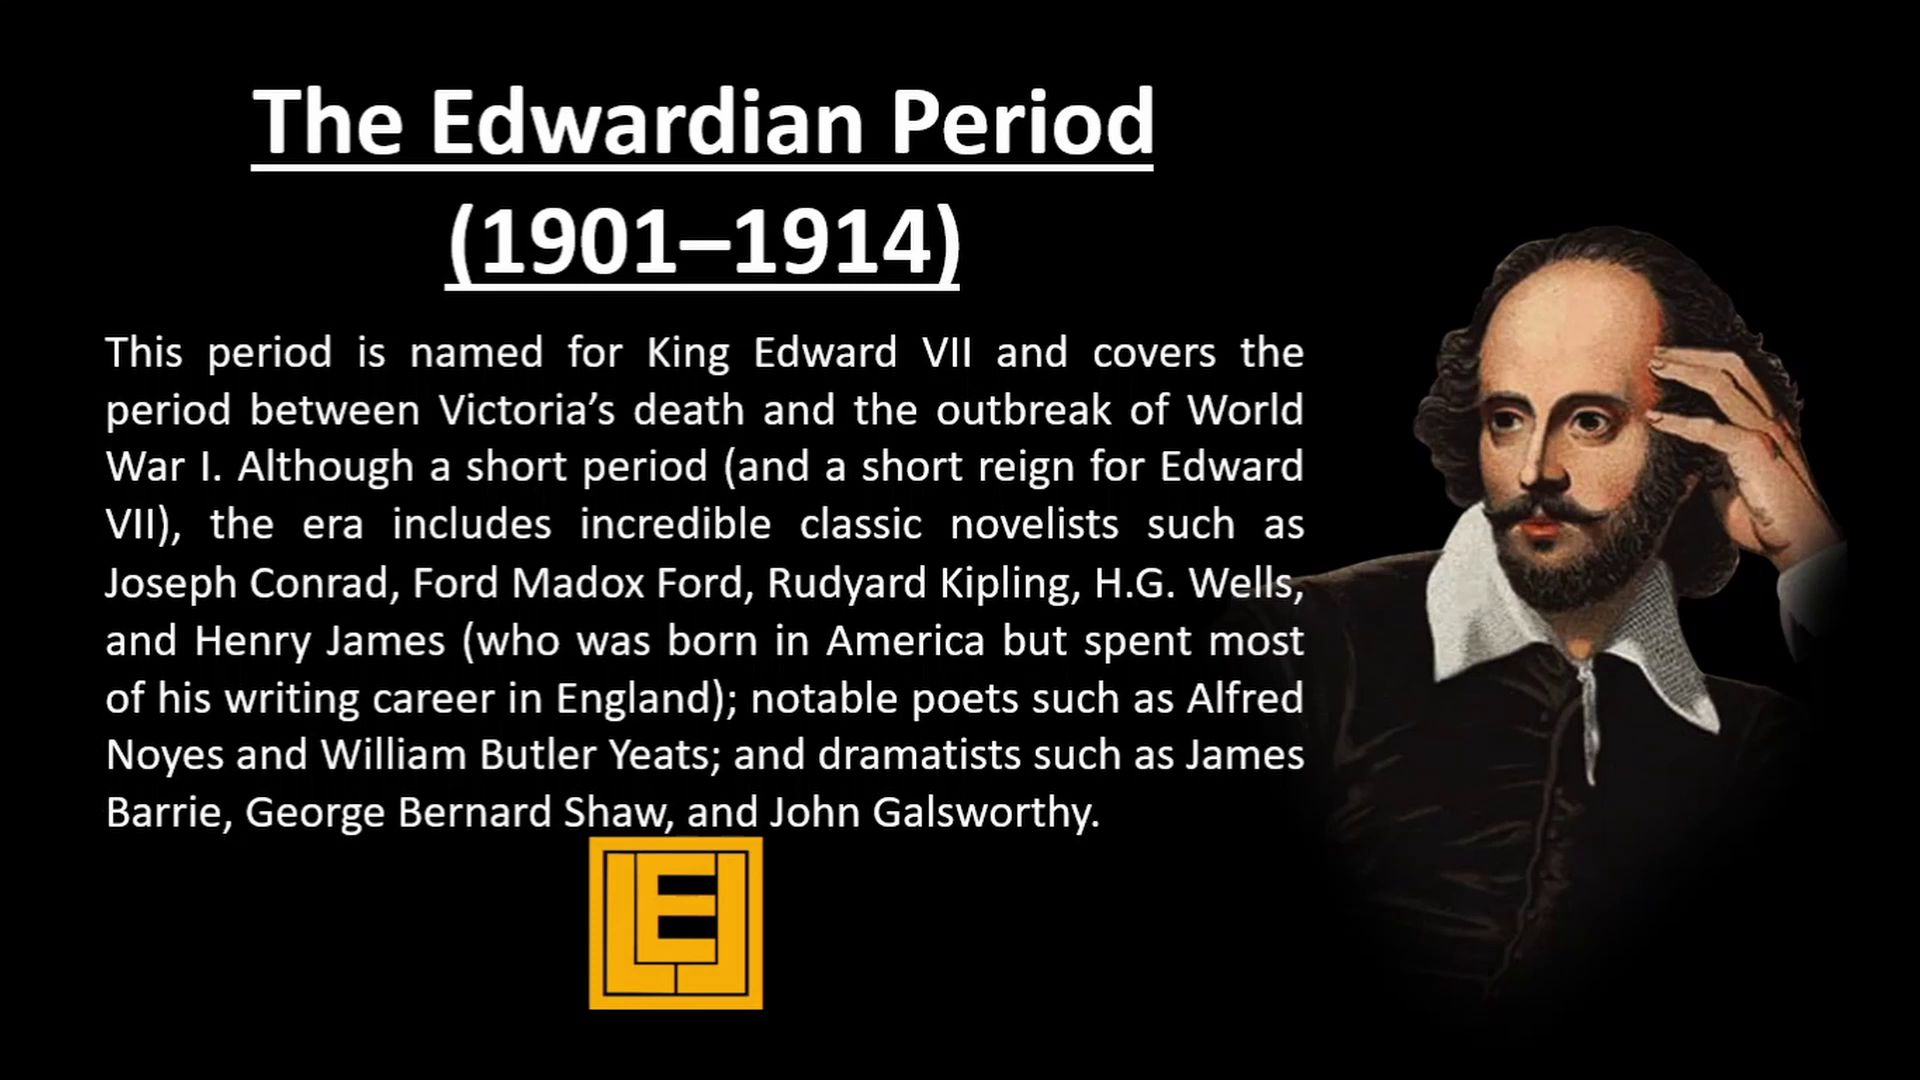 The Edwardian Period
(1901–1914)
This period is named for King Edward VII and covers the
period between Victoria’s death and the outbreak of World
War I. Although a short period (and a short reign for Edward
VII), the era includes incredible classic novelists such as
Joseph Conrad, Ford Madox Ford, Rudyard Kipling, H.G. Wells,
and Henry James (who was born in America but spent most
of his writing career in England); notable poets such as Alfred
Noyes and William Butler Yeats; and dramatists such as James
Barrie, George Bernard Shaw, and John Galsworthy.